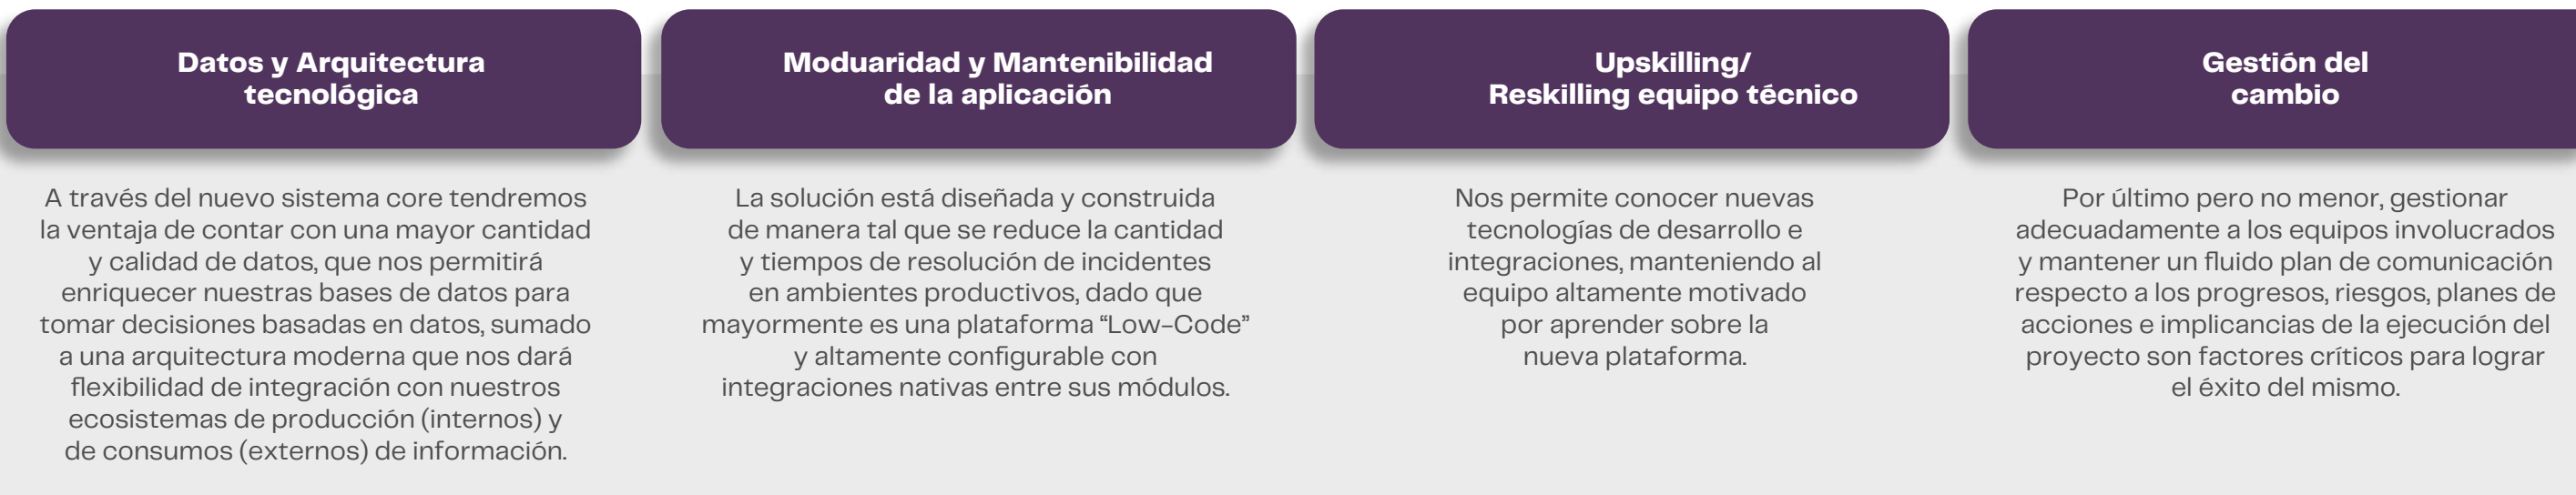 Datos y Arquitectura
tecnológica
A través del nuevo sistema core tendremos
la ventaja de contar con una mayor cantidad
y calidad de datos, que nos permitirá
enriquecer nuestras bases de datos para
tomar decisiones basadas en datos, sumado
a una arquitectura moderna que nos dará
flexibilidad de integración con nuestros
ecosistemas de producción (internos) y
de consumos (externos) de información.
Moduaridad y Mantenibilidad
de la aplicación
La solución está diseñada y construida
de manera tal que se reduce la cantidad
y tiempos de resolución de incidentes
en ambientes productivos, dado que
mayormente es una plataforma “Low-Code”
y altamente configurable con
integraciones nativas entre sus módulos.
Upskilling/
Reskilling equipo técnico
Nos permite conocer nuevas
tecnologías de desarrollo e
integraciones, manteniendo al
equipo altamente motivado
por aprender sobre la
nueva plataforma.
Gestión del
cambio
Por último pero no menor, gestionar
adecuadamente a los equipos involucrados
y mantener un fluido plan de comunicación
respecto a los progresos, riesgos, planes de
acciones e implicancias de la ejecución del
proyecto son factores críticos para lograr
el éxito del mismo.